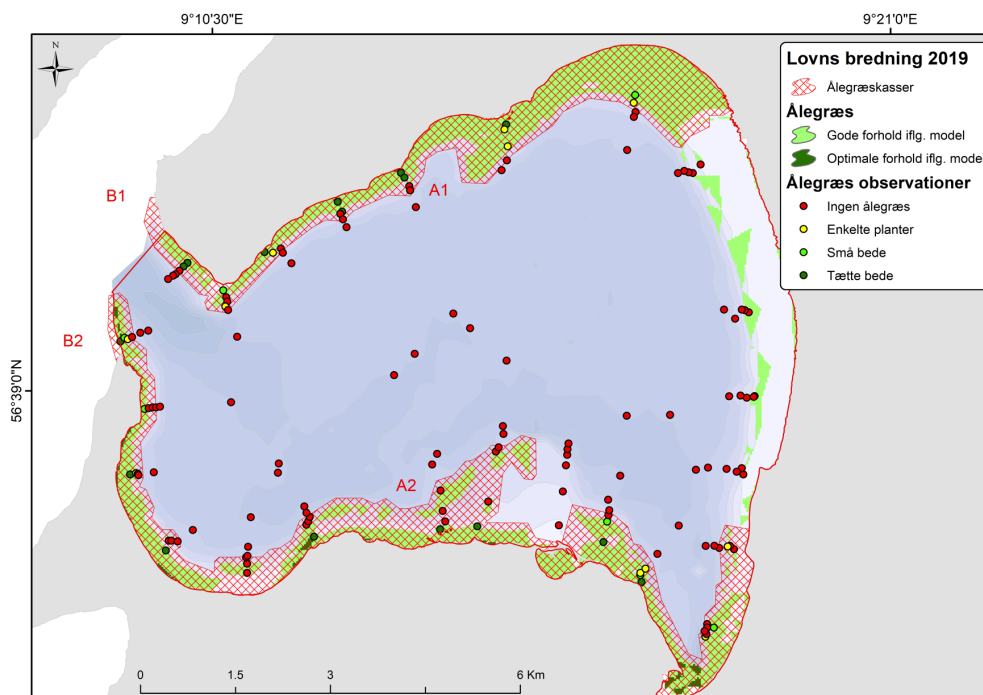 9°10'30"E
9°21'0"E
N
Lovns bredning 2019
Ålegræskasser
Ålegræs
Gode forhold iflg. model
Optimale forhold iflg. mode
Ålegræs observationer
Ingen ålegræs
Enkelte planter
Små bede
Tætte bede
A1
B1
B2
56°39'0"N
A2
0
1.5
3
6 Km